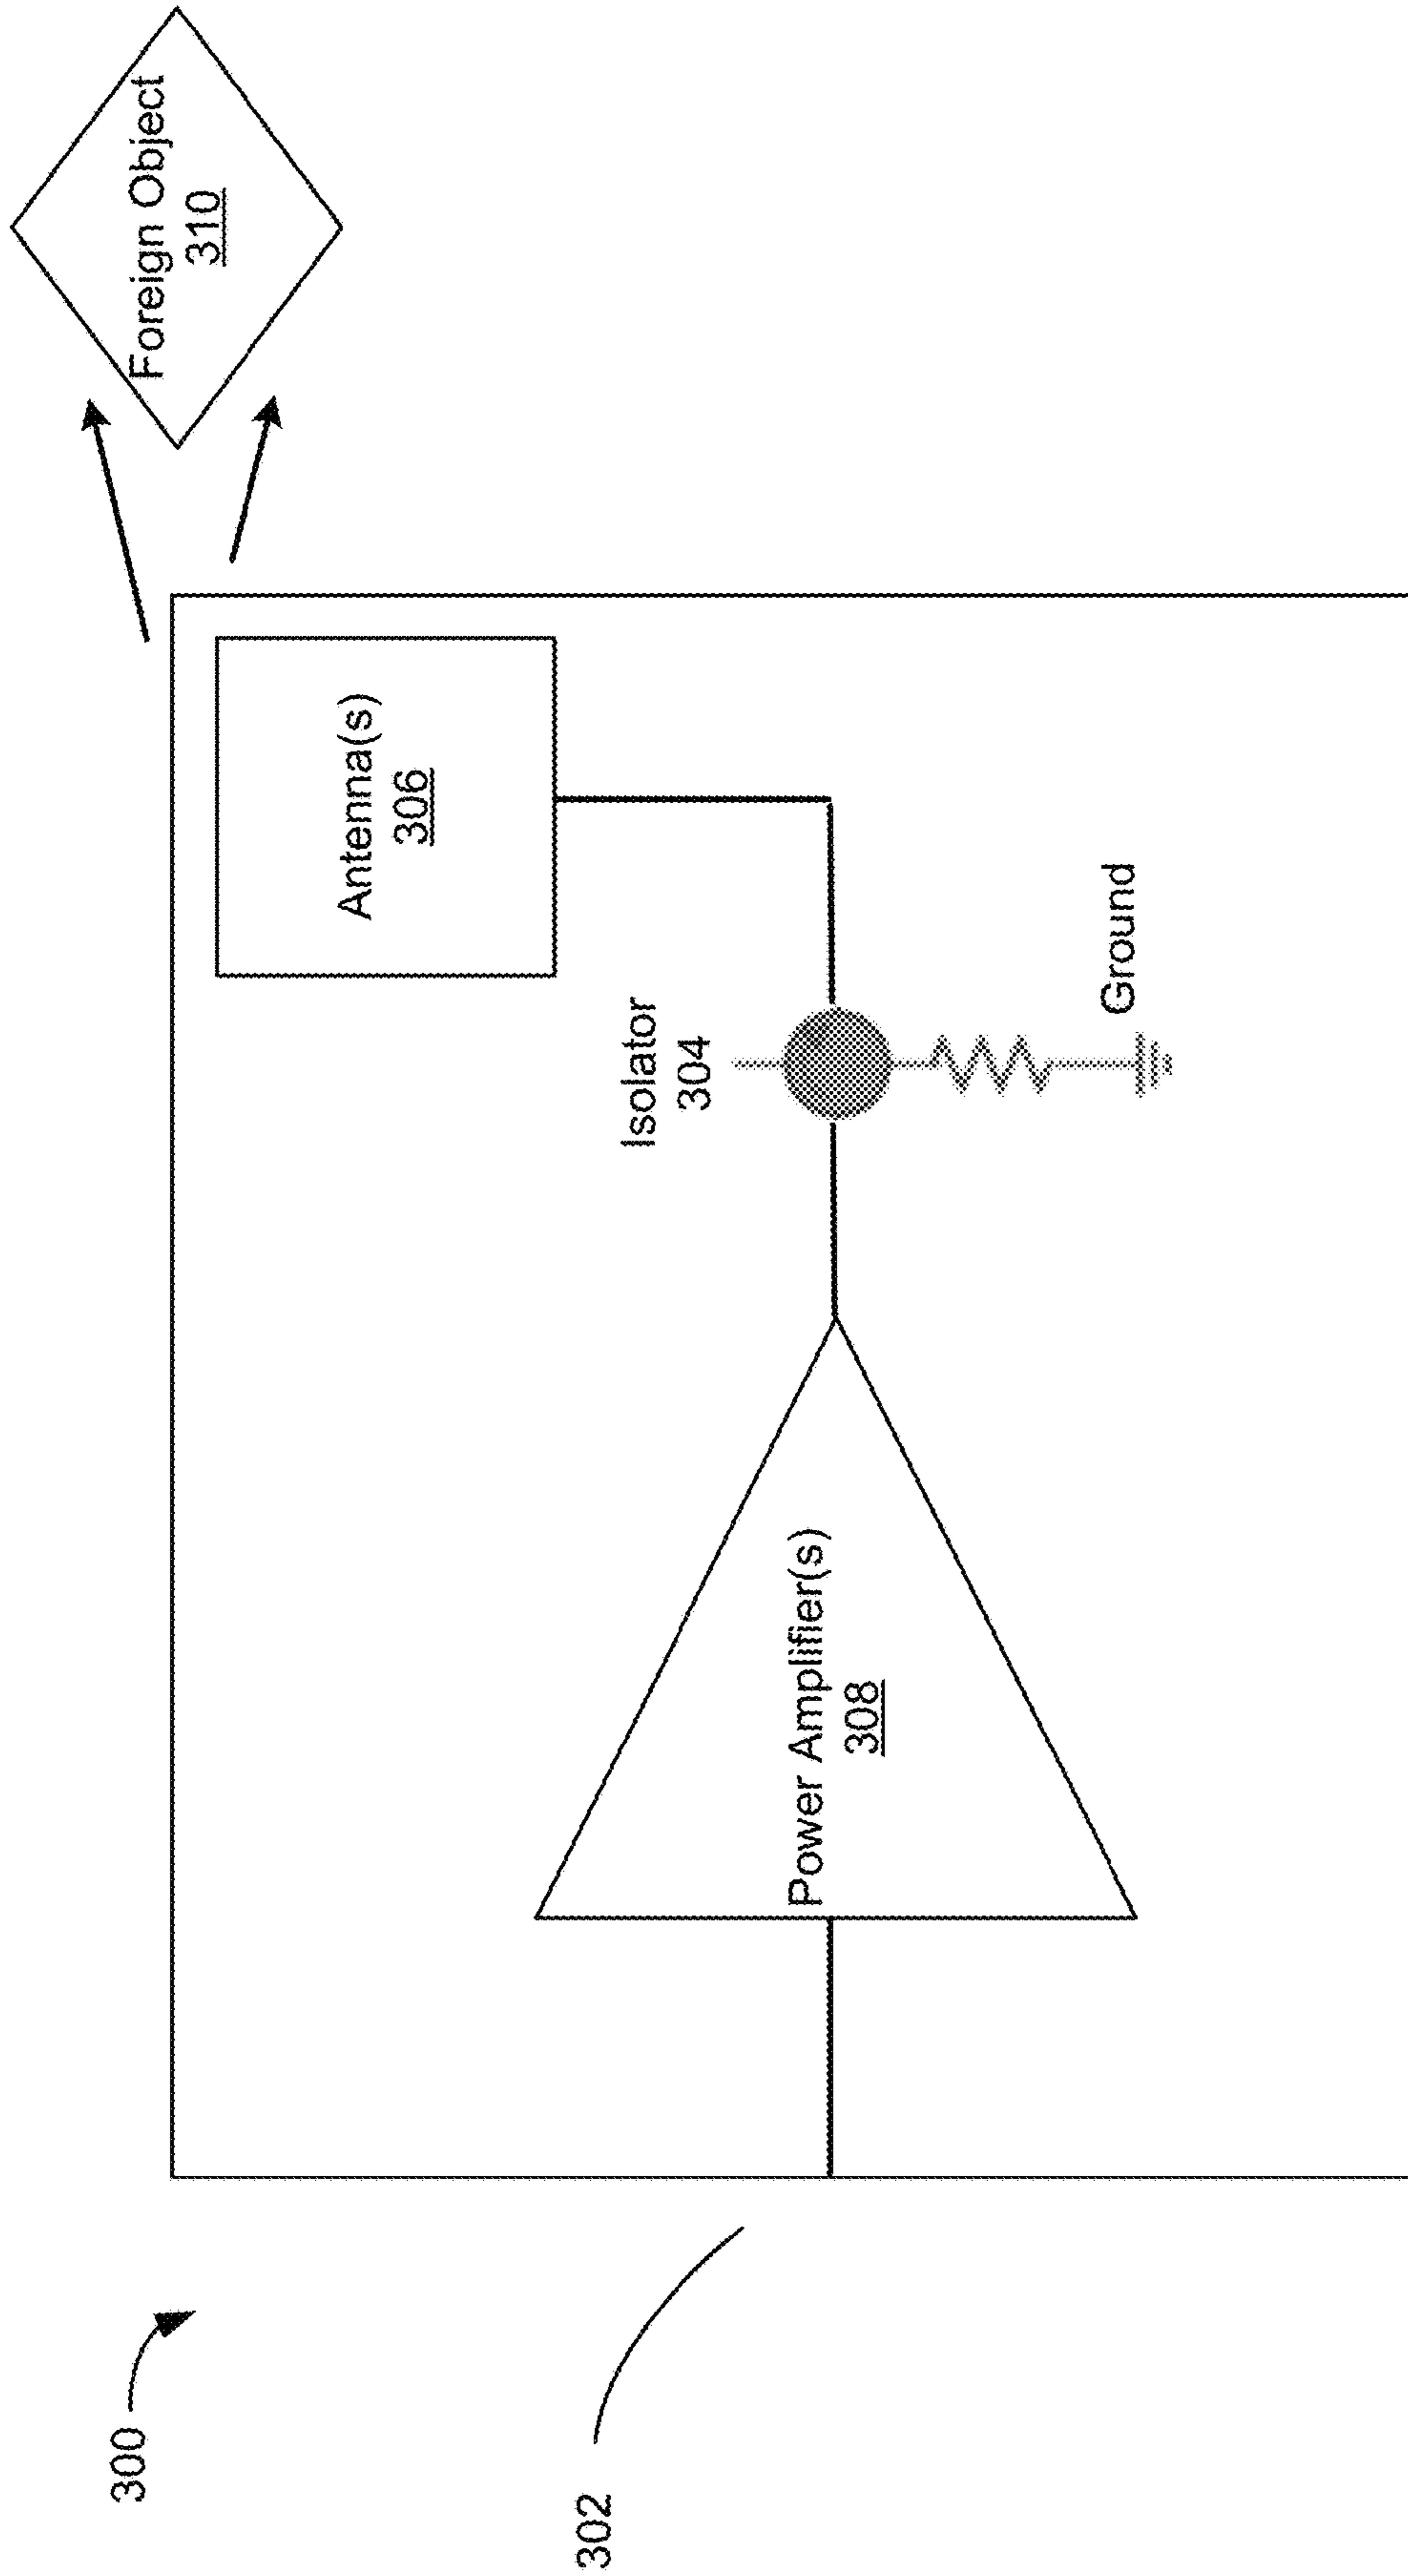 300
302
Power Amplifier(s)
308
Isolator
304
Ground
Antenna(s)
306
Foreign Object
310